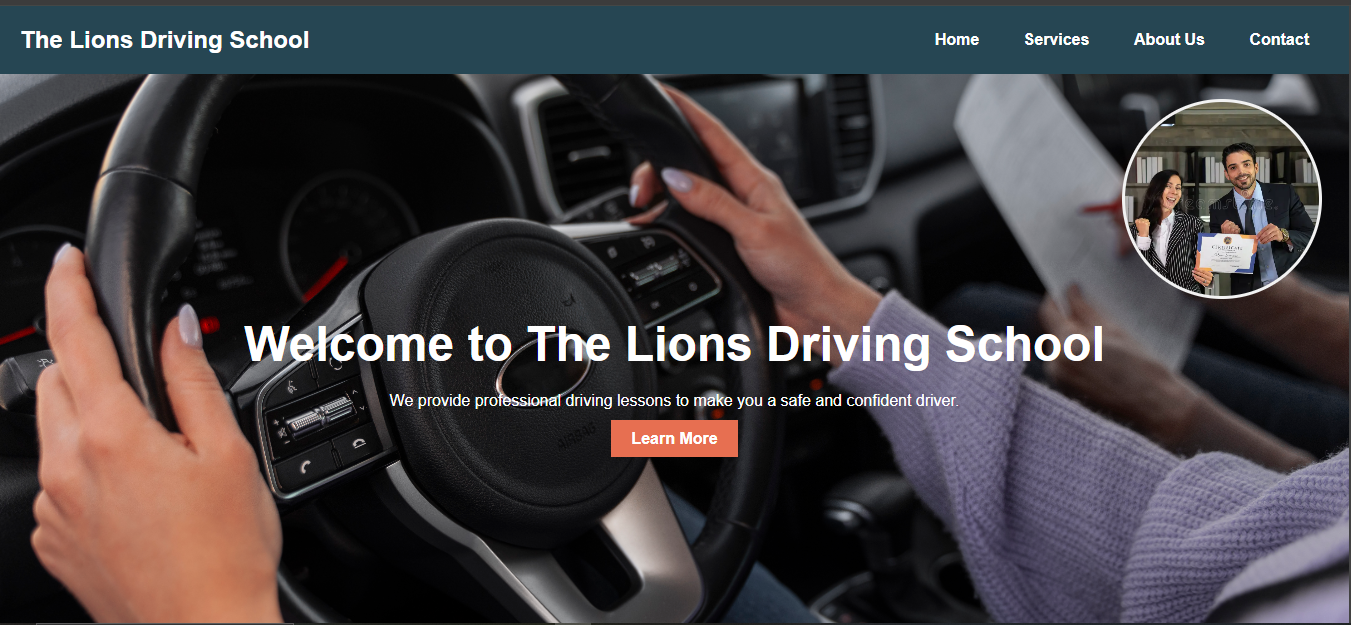 The Lions Driving School
Home Services About Us Contact
Welcome to The Lions Driving School
We provide professional driving lessons to make you a safe and confident driver.
Learn More
AIRBAG